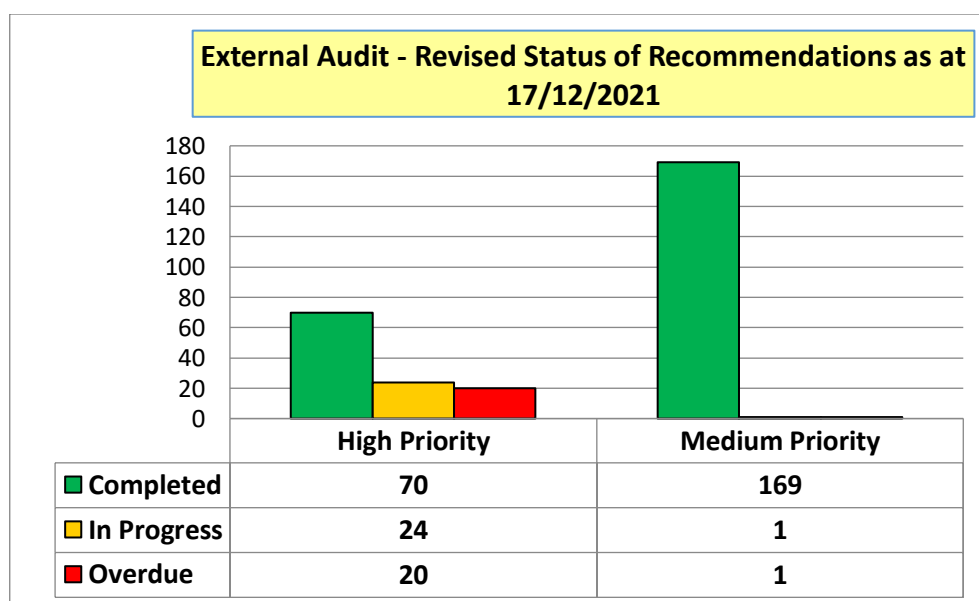 External Audit - Revised Status of Recommendations as at
17/12/2021
180
160
140
120
100
80
60
40
20
0
High Priority Medium Priority
Completed 70 169
In Progress 24 1
Overdue 20 1